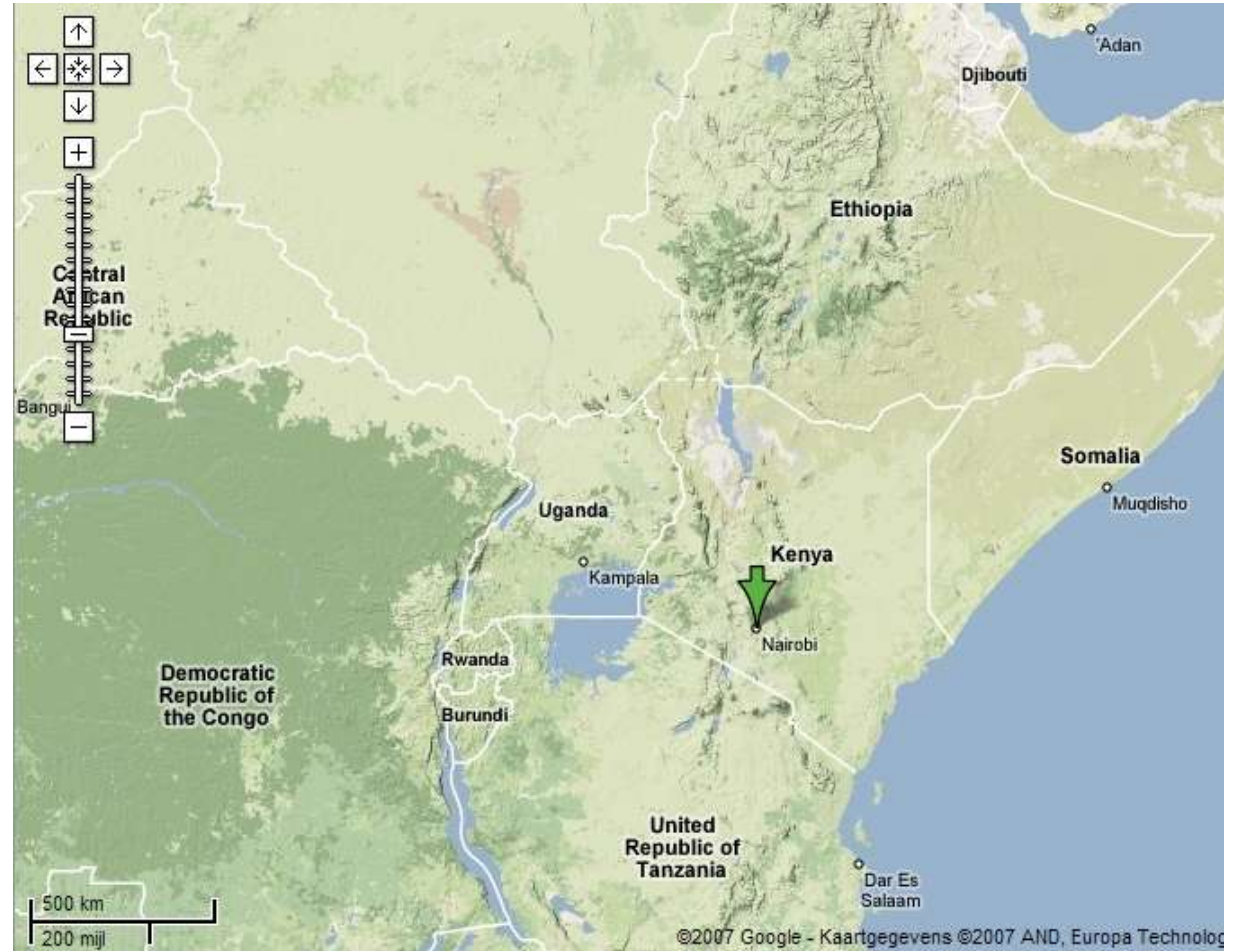 'Adan
Djibouti
Ethiopia
Central
African
Republic
Bangui
Somalia
Muqdisho
Uganda
Kampala
Kenya
Nairobi
Rwanda
Burundi
Democratic
Republic of
the Congo
United
Republic of
Tanzania
Dar Es
Salaam
500 km
200 mijl
©2007 Google - Kaartgegevens ©2007 AND, Europa Technolog